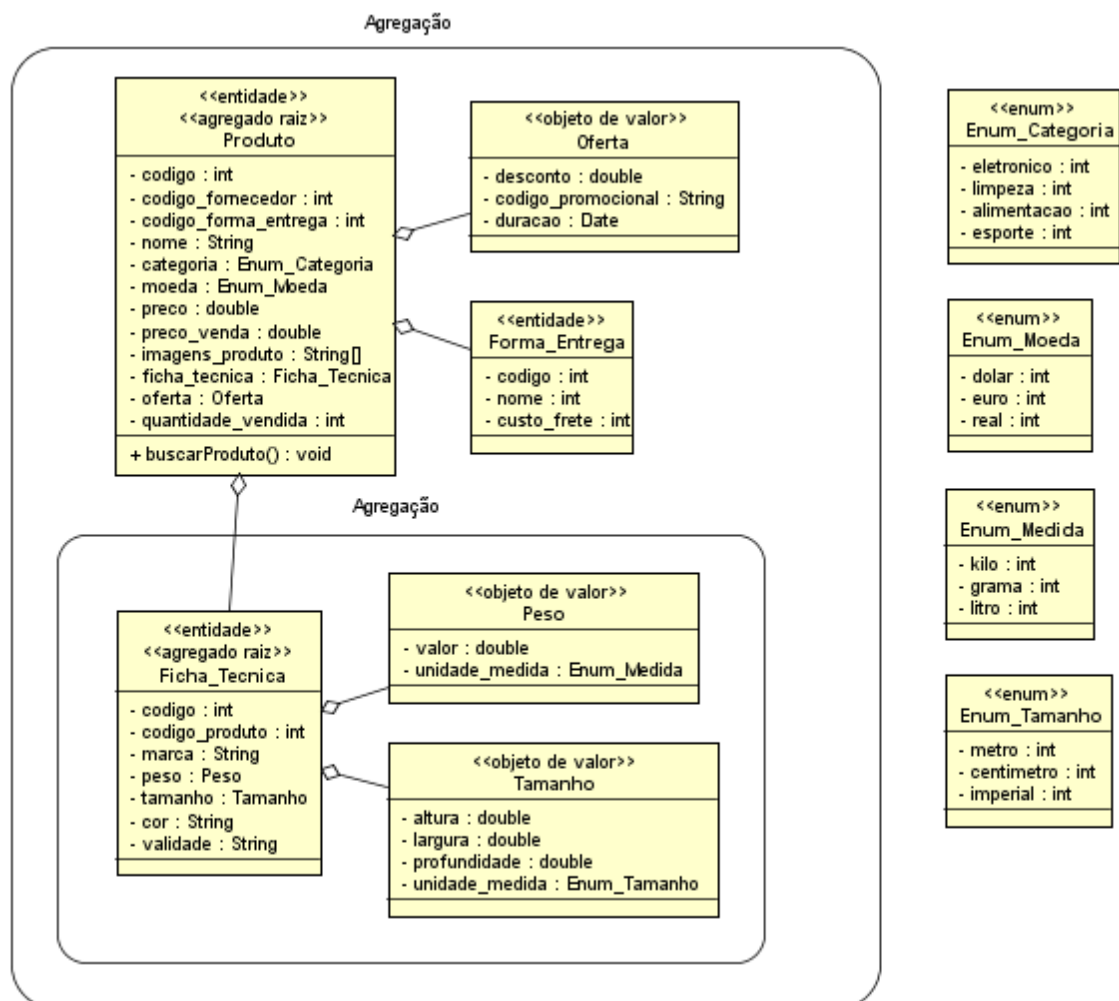 Agregação
<<entidade>>
<<agregado raiz>>
Produto
- codigo : int
- codigo_fornecedor : int
- codigo_forma_entrega : int
- nome : String
- categoria : Enum_Categoria
- moeda : Enum_Moeda
- preco : double
- preco_venda : double
- imagens_produto : String[]
- ficha_tecnica : Ficha_Tecnica
- oferta : Oferta
- quantidade_vendida : int
+ buscarProduto() : void
<<objeto de valor>>
Oferta
- desconto : double
- codigo_promocional : String
- duracao : Date
<<entidade>>
Forma_Entrega
- codigo : int
- nome : int
- custo_frete : int
Agregação
<<entidade>>
<<agregado raiz>>
Ficha_Tecnica
- codigo : int
- codigo_produto : int
- marca : String
- peso : Peso
- tamanho : Tamanho
- cor : String
- validade : String
<<objeto de valor>>
Peso
- valor : double
- unidade_medida : Enum_Medida
<<objeto de valor>>
Tamanho
- altura : double
- largura : double
- profundidade : double
- unidade_medida : Enum_Tamanho
<<enum>>
Enum_Categoria
- eletronico : int
- limpeza : int
- alimentacao : int
- esporte : int
<<enum>>
Enum_Moeda
- dolar : int
- euro : int
- real : int
<<enum>>
Enum_Medida
- kilo : int
- grama : int
- litro : int
<<enum>>
Enum_Tamanho
- metro : int
- centimetro : int
- imperial : int